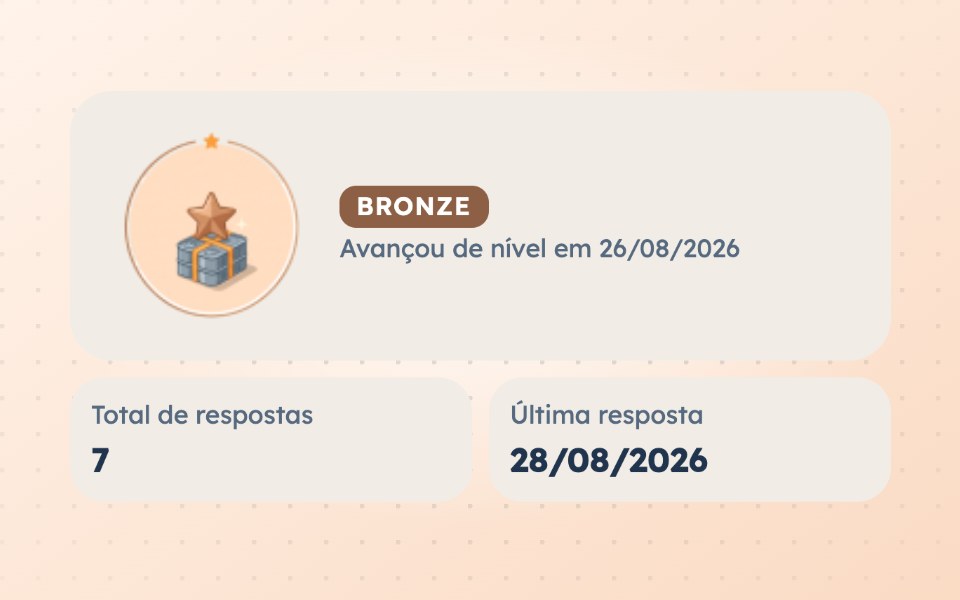 BRONZE
Avançou de nível em 26/08/2026
Total de respostas
7
Última resposta
28/08/2026